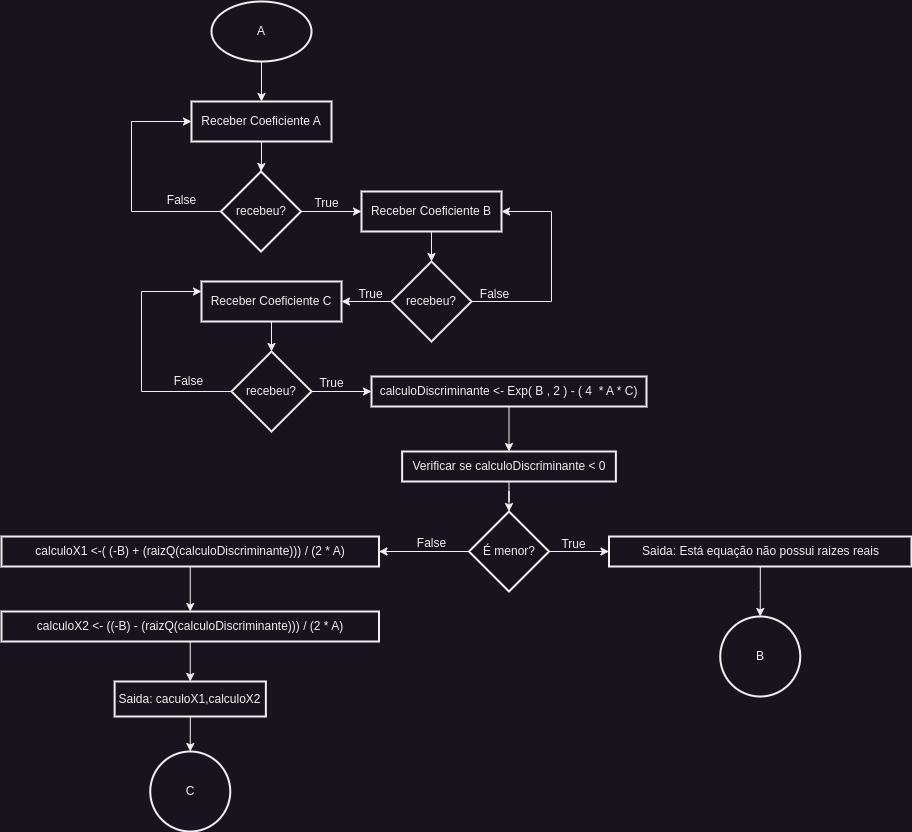 A
Receber Coeficiente A
False
recebeu?
True
Receber Coeficiente B
Receber Coeficiente C
True
recebeu?
False
False
recebeu?
True
calculoDiscriminante <- Exp( B , 2 ) - ( 4  * A * C)
Verificar se calculoDiscriminante < 0
calculoX1 <-( (-B) + (raizQ(calculoDiscriminante))) / (2 * A)
False
É menor?
True
Saida: Está equação não possui raizes reais
calculoX2 <- ((-B) - (raizQ(calculoDiscriminante))) / (2 * A)
B
Saida: caculoX1,calculoX2
C